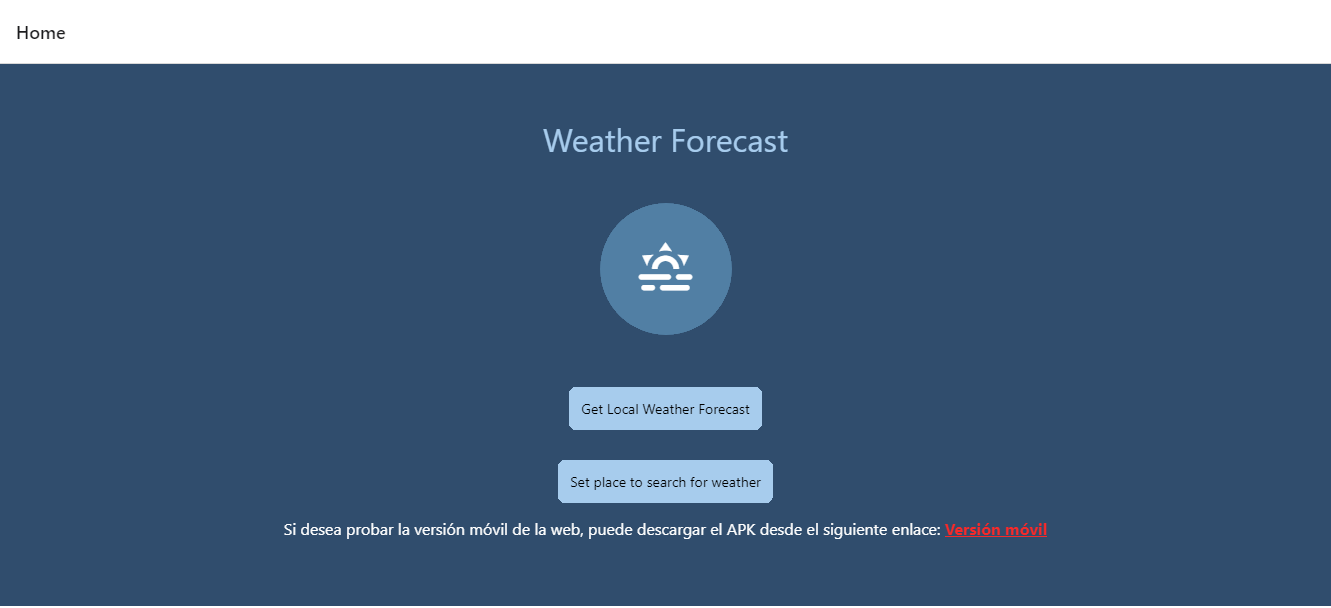 Home
Weather Forecast
Get Local Weather Forecast
Set place to search for weather
Si desea probar la versión móvil de la web, puede descargar el APK desde el siguiente enlace: Versión móvil